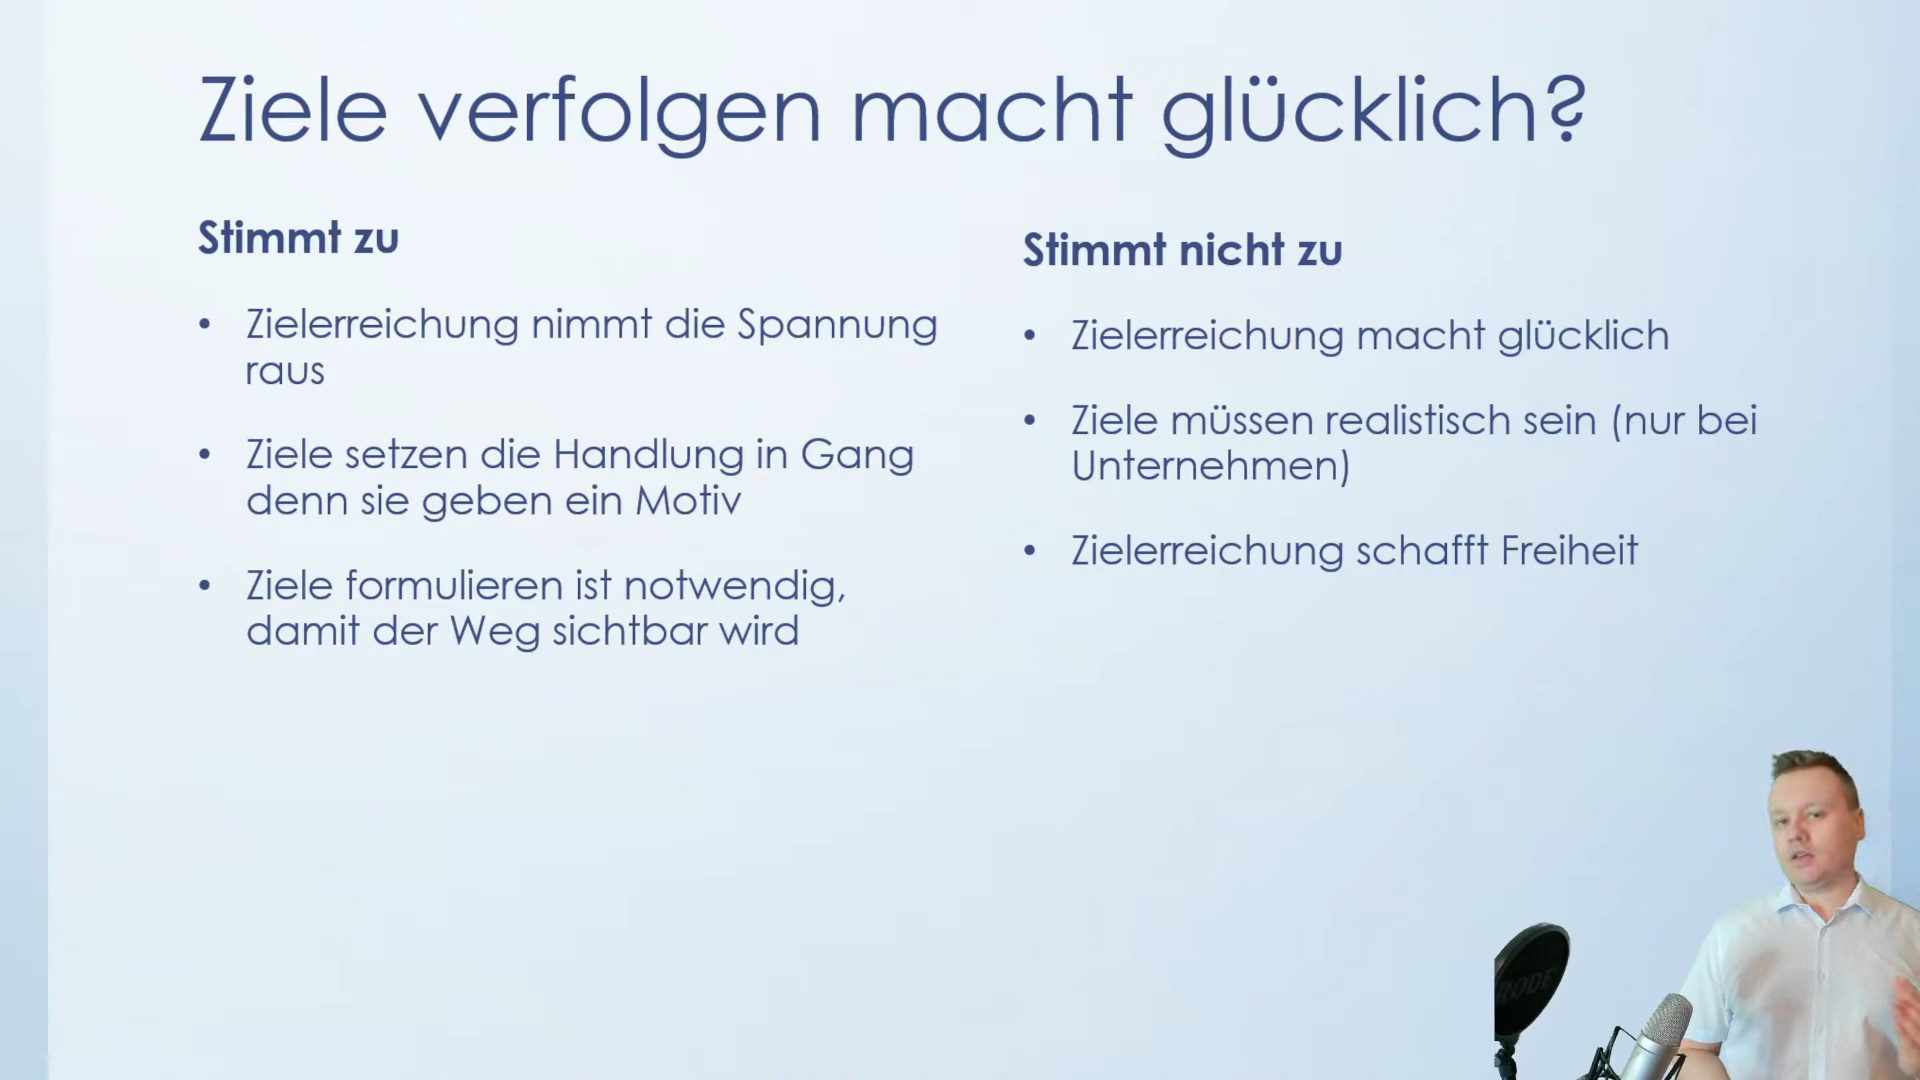 Ziele verfolgen macht glücklich?
Stimmt zu
• Zielerreichung nimmt die Spannung
raus
• Ziele setzen die Handlung in Gang
denn sie geben ein Motiv
• Ziele formulieren ist notwendig,
damit der Weg sichtbar wird
Stimmt nicht zu
• Zielerreichung macht glücklich
• Ziele müssen realistisch sein (nur bei
Unternehmen)
• Zielerreichung schafft Freiheit
RODE